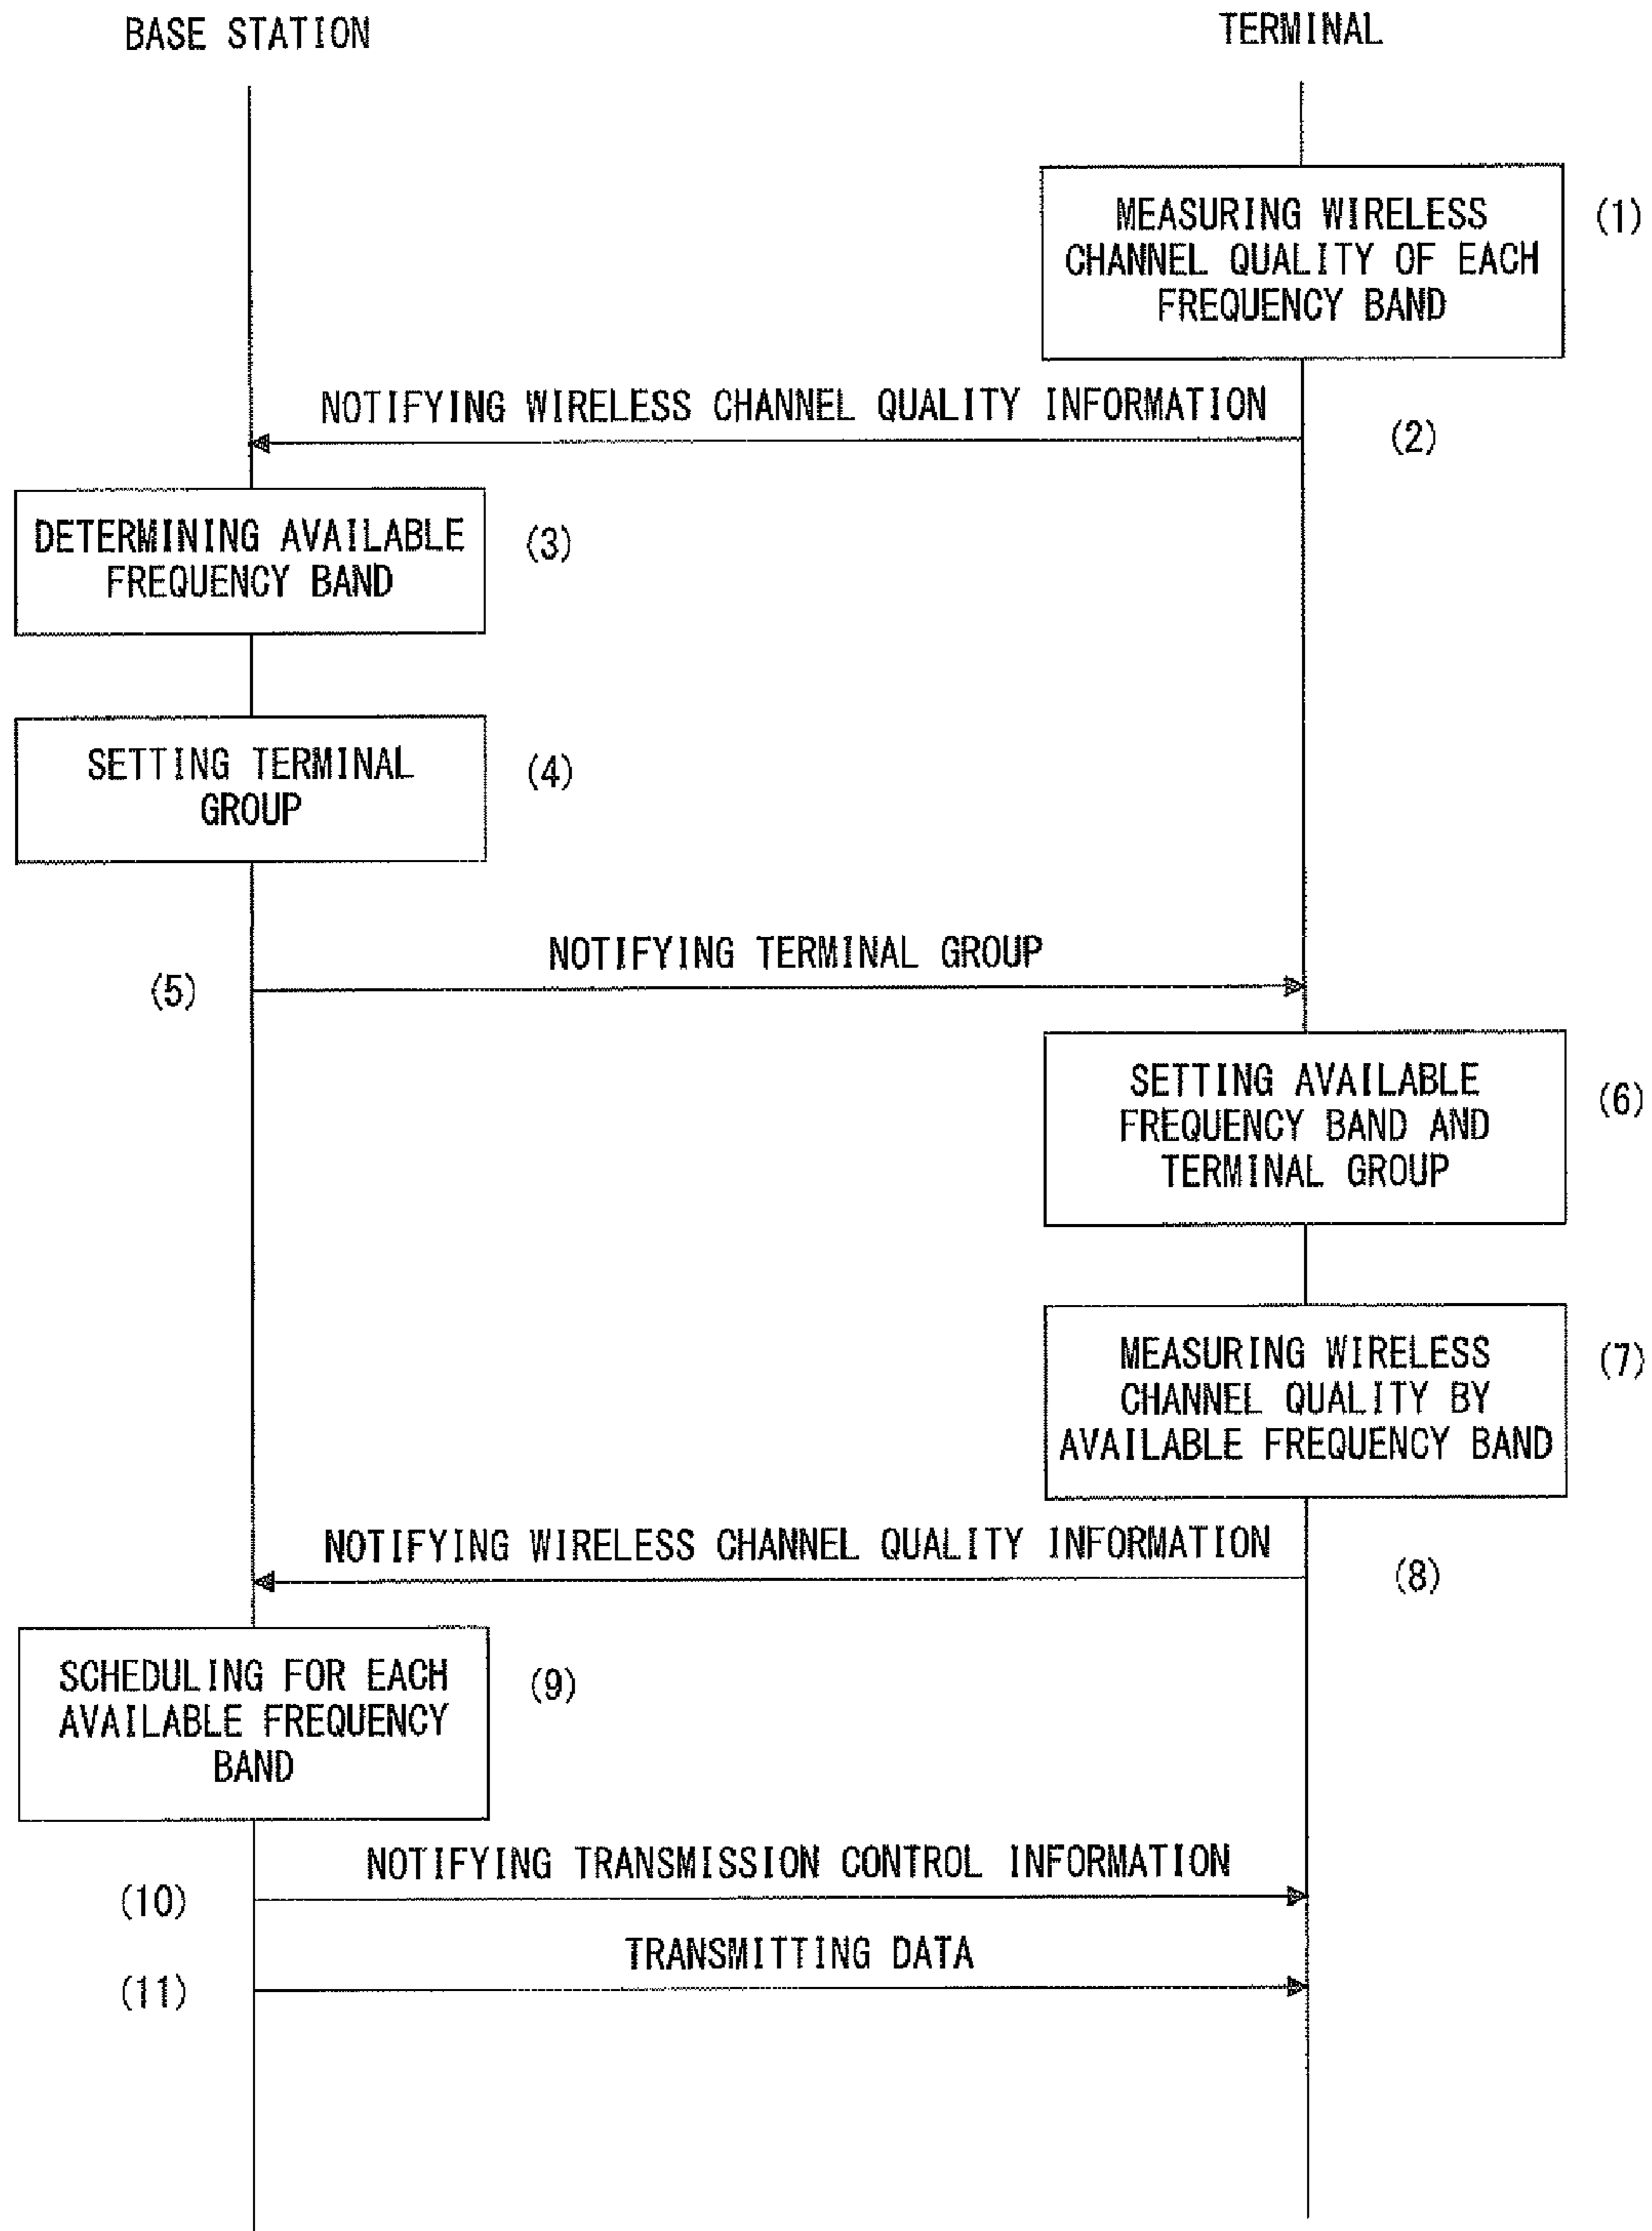 BASE STATION
TERMINAL
MEASURING WIRELESS
CHANNEL QUALITY OF EACH
FREQUENCY BAND
(1)
NOTIFYING WIRELESS CHANNEL QUALITY INFORMATION
(2)
DETERMINING AVAILABLE
FREQUENCY BAND
(3)
SETTING TERMINAL
GROUP
(4)
NOTIFYING TERMINAL GROUP
(5)
SETTING AVAILABLE
FREQUENCY BAND AND
TERMINAL GROUP
(6)
MEASURING WIRELESS
CHANNEL QUALITY BY
AVAILABLE FREQUENCY BAND
(7)
NOTIFYING WIRELESS CHANNEL QUALITY INFORMATION
(8)
SCHEDULING FOR EACH
AVAILABLE FREQUENCY
BAND
(9)
NOTIFYING TRANSMISSION CONTROL INFORMATION
(10)
TRANSMITTING DATA
(11)